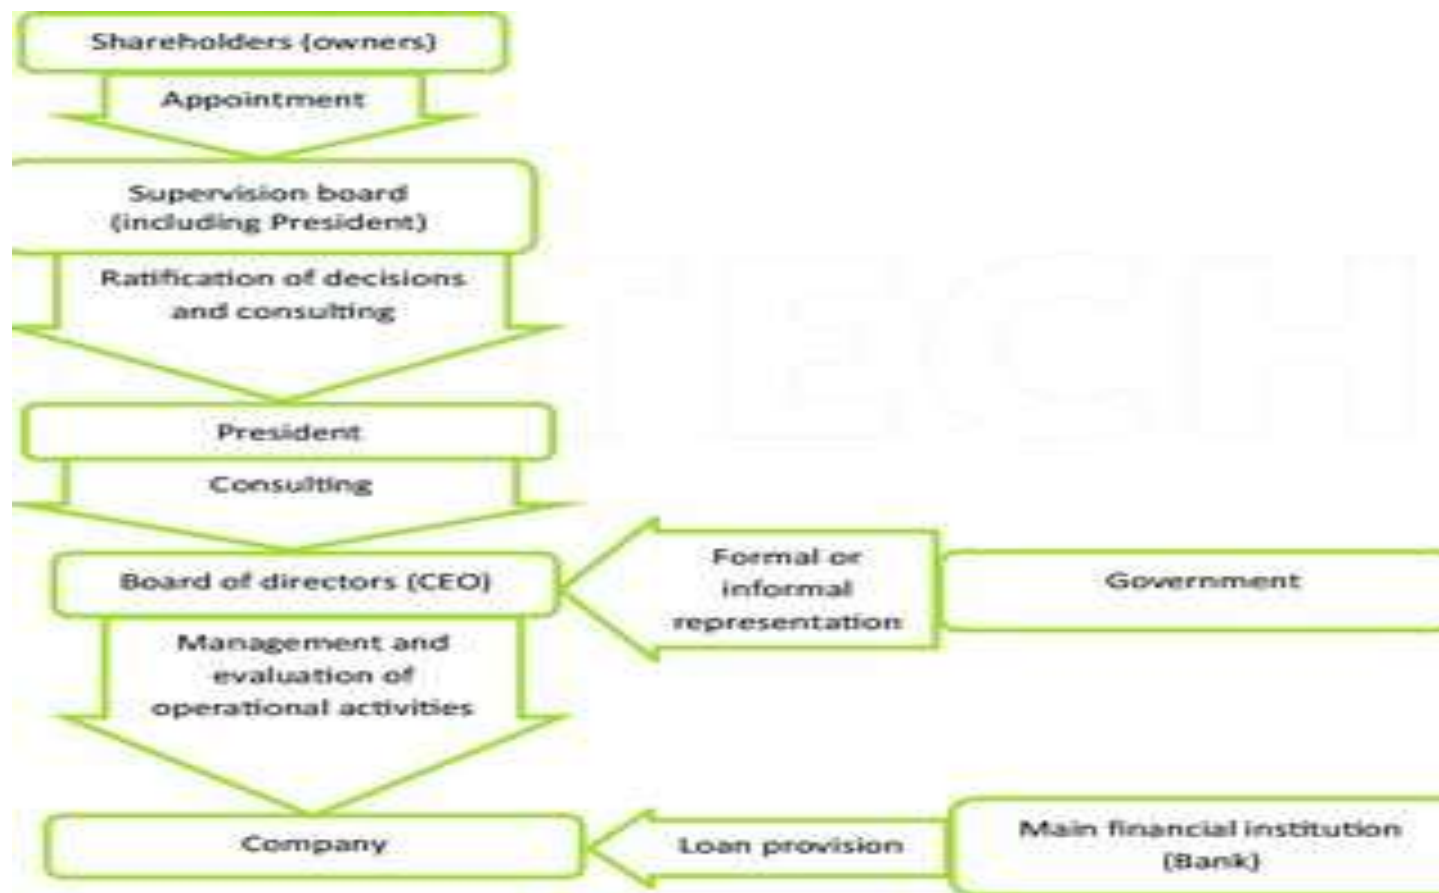 Shareholders (owners)
Appointment
Supervision board
(including President)
Ratification of decisions
and consulting
President
Consulting
Board of directors (CEO)
Formal or
informal
representation
Government
Management and
evaluation of
operational activities
Company
Loan provision
Main financial institution
(Bank)
TECH